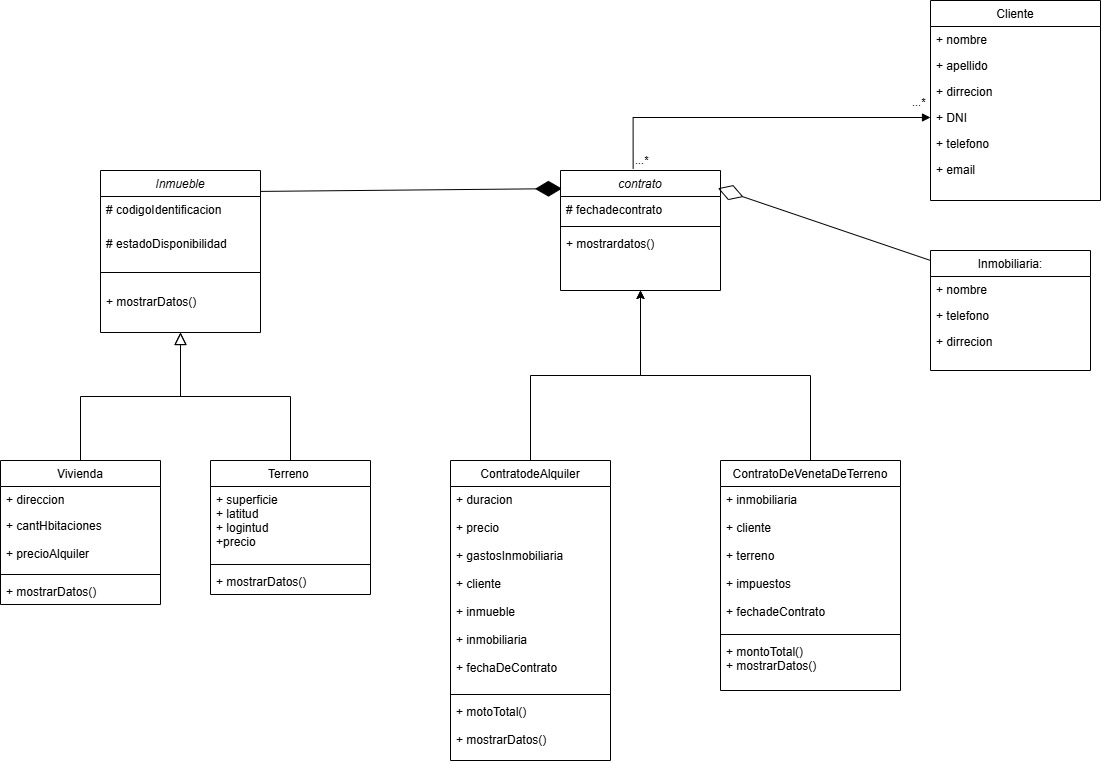 Cliente
+ nombre
+ apellido
+ dirrecion
+ DNI
+ telefono
+ email
...*
...*
Inmueble
# codigoIdentificacion
# estadoDisponibilidad
+ mostrarDatos()
contrato
# fechadecontrato
+ mostrardatos()
Inmobiliaria:
+ nombre
+ telefono
+ dirrecion
Vivienda
+ direccion
+ cantHbitaciones
+ precioAlquiler
+ mostrarDatos()
Terreno
+ superficie
+ latitud
+ logintud
+precio
+ mostrarDatos()
ContratodeAlquiler
+ duracion
+ precio
+ gastosInmobiliaria
+ cliente
+ inmueble
+ inmobiliaria
+ fechaDeContrato
+ motoTotal()
+ mostrarDatos()
ContratoDeVenetaDeTerreno
+ inmobiliaria
+ cliente
+ terreno
+ impuestos
+ fechadeContrato
+ montoTotal()
+ mostrarDatos()